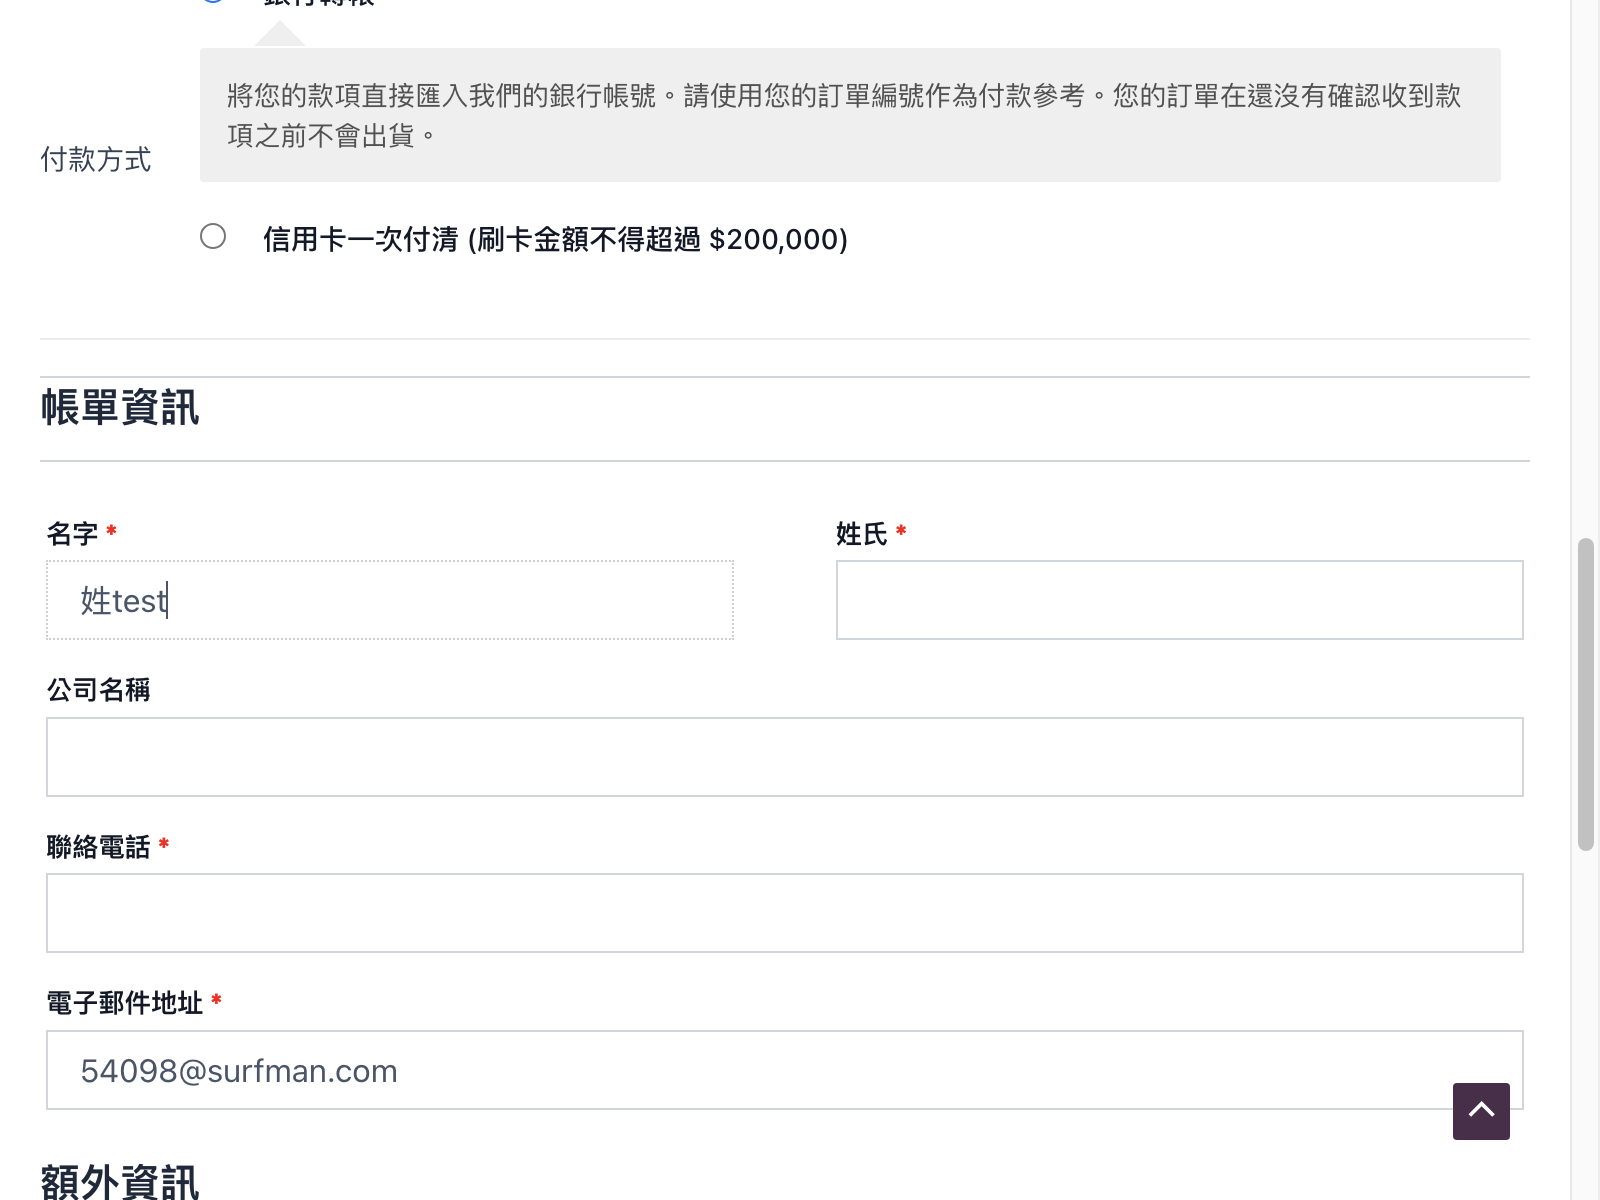 銀行轉帳
將您的款項直接匯入我們的銀行帳號。請使用您的訂單編號作為付款參考。您的訂單在還沒有確認收到款
項之前不會出貨。
付款方式
信用卡一次付清 (刷卡金額不得超過 $200,000)
帳單資訊
名字 *
姓氏 *
姓test
公司名稱
聯絡電話 *
電子郵件地址 *
54098@surfman.com
額外資訊